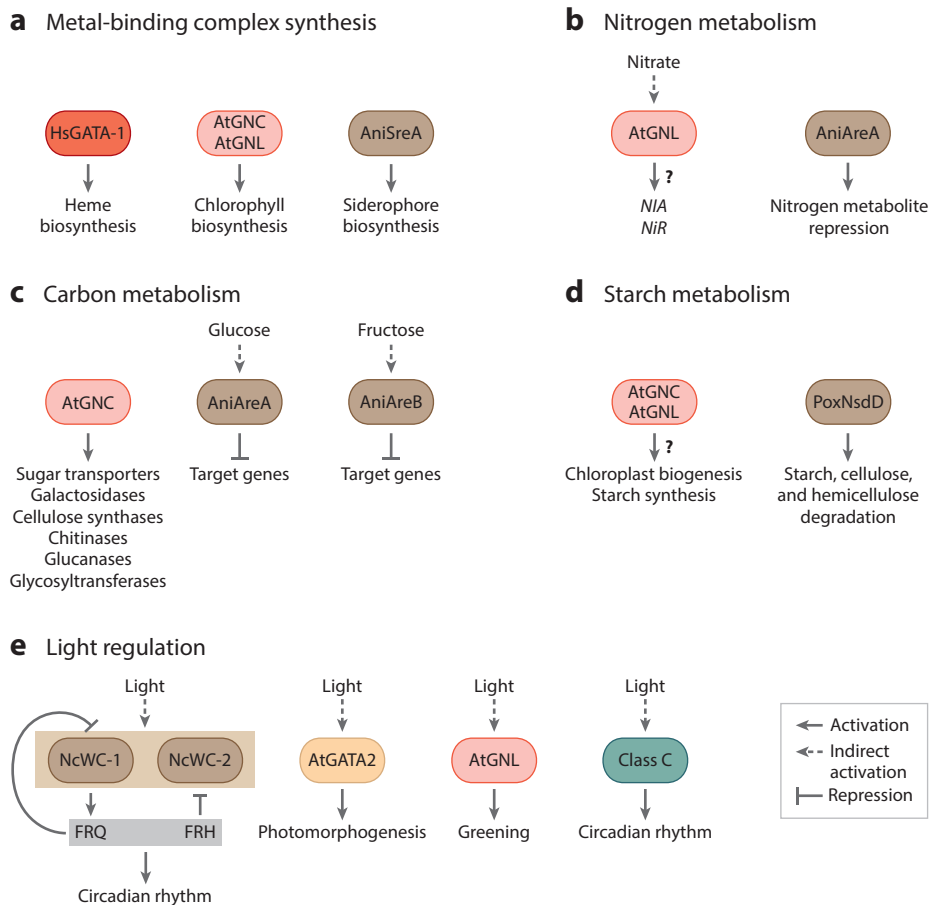 a Metal-binding complex synthesis
HsGATA-1
AtGNC
AtGNL
AniSreA
Heme
biosynthesis
Chlorophyll
biosynthesis
Siderophore
biosynthesis
b Nitrogen metabolism
Nitrate
AtGNL
AniAreA
?
NIA
NiR
Nitrogen metabolite
repression
c Carbon metabolism
Glucose
Fructose
AtGNC
AniAreA
AniAreB
Sugar transporters
Galactosidases
Cellulose synthases
Chitinases
Glucanases
Glycosyltransferases
Target genes
Target genes
d Starch metabolism
AtGNC
AtGNL
PoxNsdD
?
Chloroplast biogenesis
Starch synthesis
Starch, cellulose,
and hemicellulose
degradation
e Light regulation
Light
NcWC-1
NcWC-2
FRQ
FRH
Circadian rhythm
Light
AtGATA2
Photomorphogenesis
Light
AtGNL
Greening
Light
Class C
Circadian rhythm
Activation
Indirect
activation
Repression